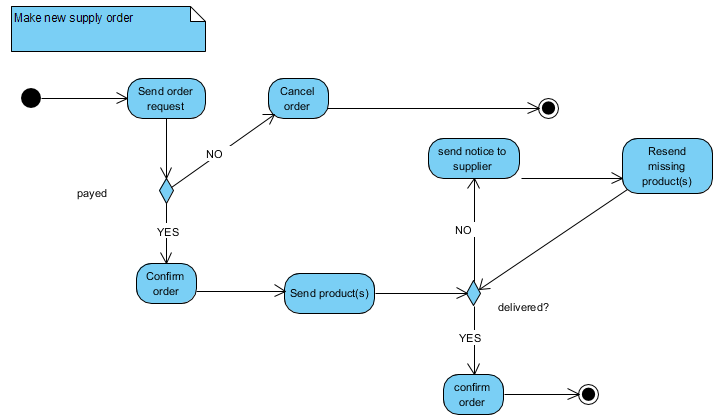 Make new supply order
Send order
request
Cancel
order
NO
send notice to
supplier
Resend
missing
product(s)
payed
YES
NO
Confirm
order
Send product(s)
delivered?
YES
confirm
order